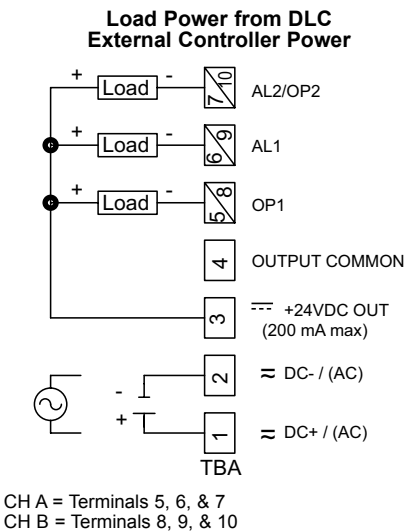 Load Power from DLC
External Controller Power
+ Load - 7/10 AL2/OP2
+ Load - 6/9 AL1
+ Load - 5/8 OP1
4 OUTPUT COMMON
3 +24VDC OUT
(200 mA max)
- 2 ≂ DC- / (AC)
+ 1 ≂ DC+ / (AC)
TBA
CH A = Terminals 5, 6, & 7
CH B = Terminals 8, 9, & 10